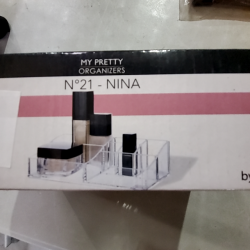 MY PRETTY
ORGANIZERS
N°21 - NINA
by